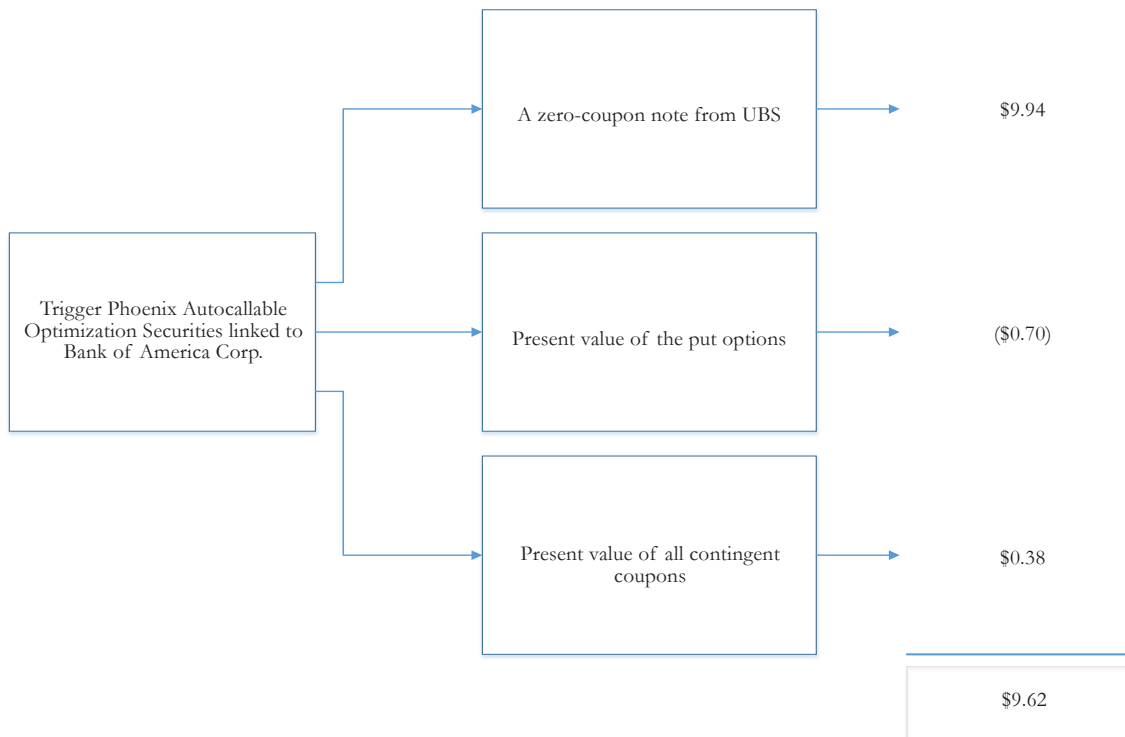 A zero-coupon note from UBS
$9.94
Trigger Phoenix Autocallable
Optimization Securities linked to
Bank of America Corp.
Present value of the put options
($0.70)
Present value of all contingent
coupons
$0.38
$9.62